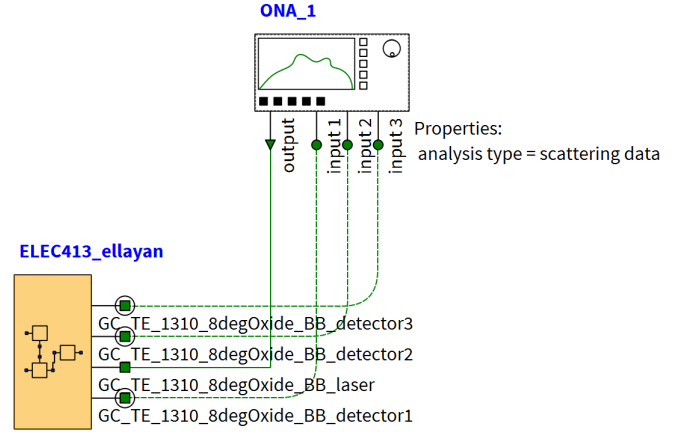 ONA_1
output
input 1
input 2
input 3
Properties:
analysis type = scattering data
ELEC413_ellayan
GC_TE_1310_8degOxide_BB_detector3
GC_TE_1310_8degOxide_BB_detector2
GC_TE_1310_8degOxide_BB_laser
GC_TE_1310_8degOxide_BB_detector1